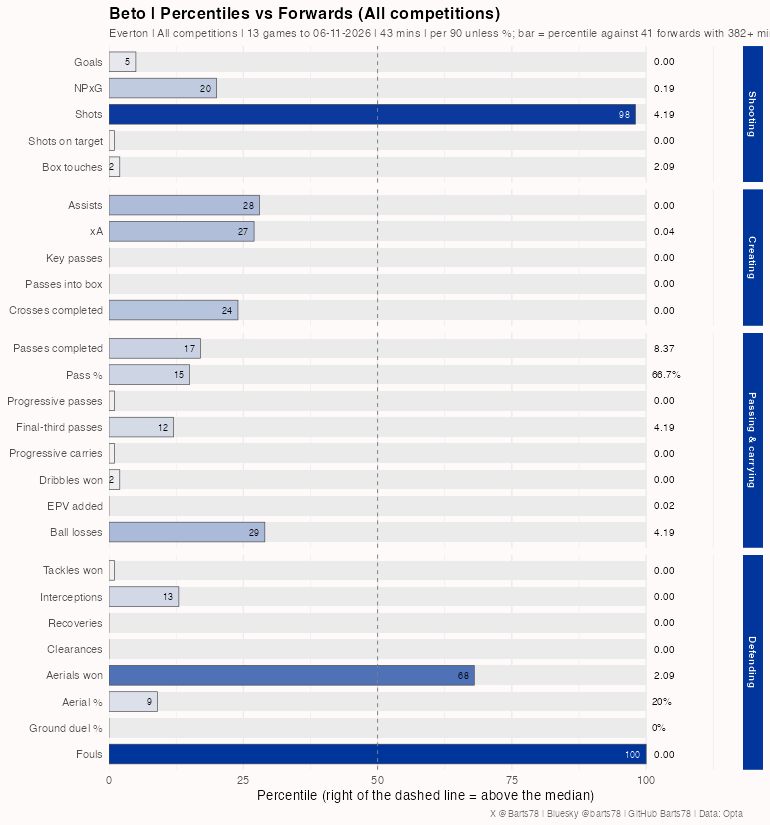 Beto | Percentiles vs Forwards (All competitions)
Everton | All competitions | 13 games to 06-11-2026 | 43 mins | per 90 unless %; bar = percentile against 41 forwards with 382+
Goals 5 0.00
NPxG 20 0.19
Shots 98 4.19
Shots on target 0.00
Box touches 2 2.09
Shooting
Assists 28 0.00
xA 27 0.04
Key passes 0.00
Passes into box 0.00
Crosses completed 24 0.00
Creating
Passes completed 17 8.37
Pass % 15 66.7%
Progressive passes 0.00
Final-third passes 12 4.19
Progressive carries 0.00
Dribbles won 2 0.00
EPV added 0.02
Ball losses 29 4.19
Passing & carrying
Tackles won 0.00
Interceptions 13 0.00
Recoveries 0.00
Clearances 0.00
Aerials won 68 2.09
Aerial % 9 20%
Ground duel % 0%
Fouls 100 0.00
Defending
0 25 50 75 100
Percentile (right of the dashed line = above the median)
X @Barts78 | Bluesky @barts78 | GitHub Barts78 | Data: Opta